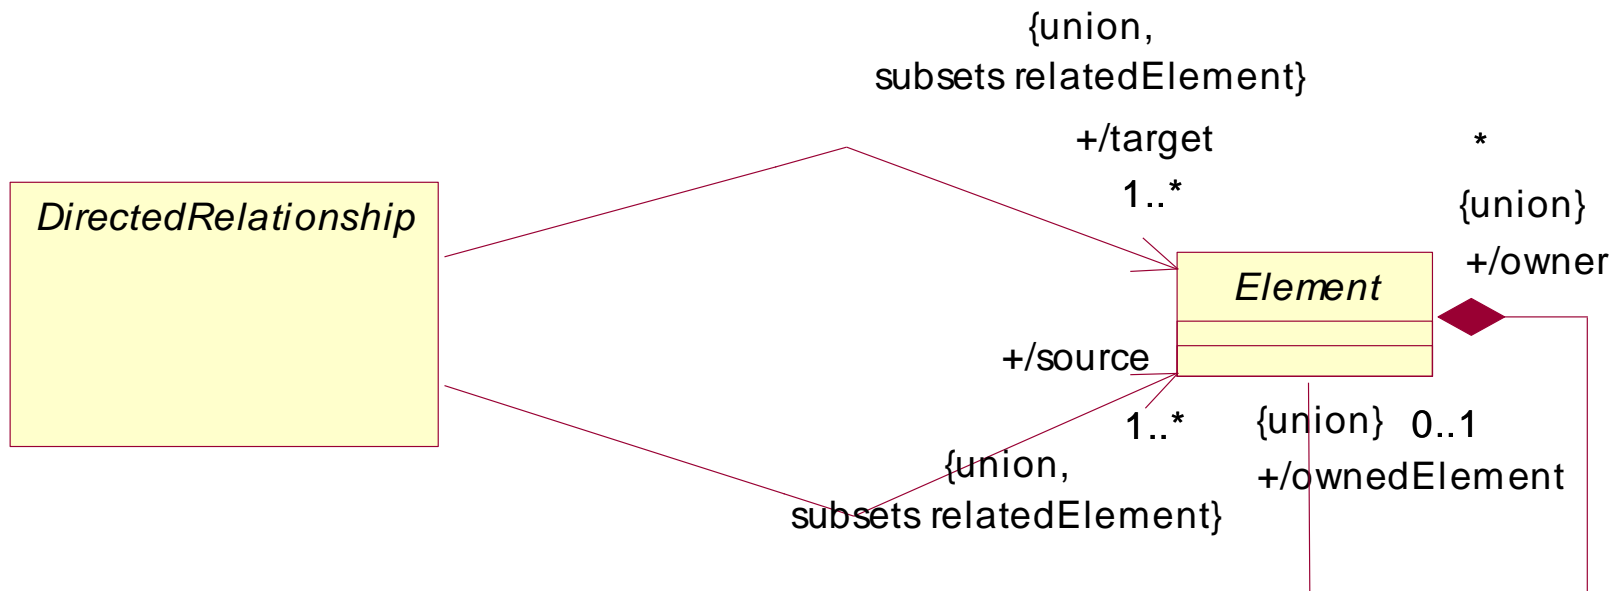 {union,
subsets relatedElement}
+/target
*
1..*
{union}
DirectedRelationship
+/owner
Element
+/source
1..*
{union}
0..1
{union,
+/ownedElement
subsets relatedElement}